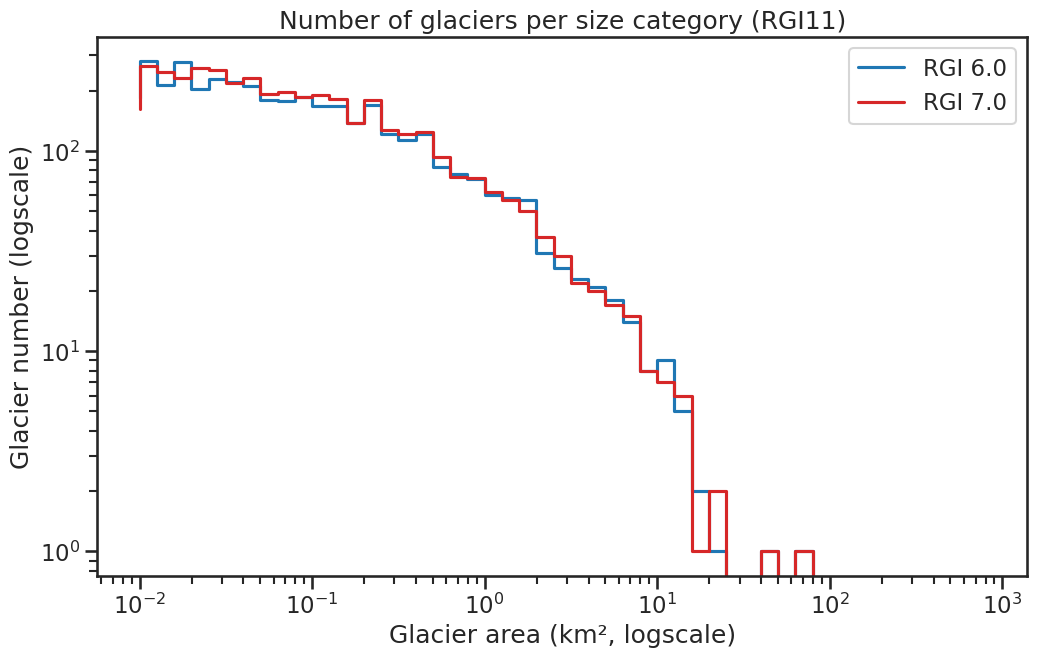 Number of glaciers per size category (RGI11)
RGI 6.0
RGI 7.0
Glacier number (logscale)
10²
10¹
10⁰
10⁻² 10⁻¹ 10⁰ 10¹ 10² 10³
Glacier area (km², logscale)